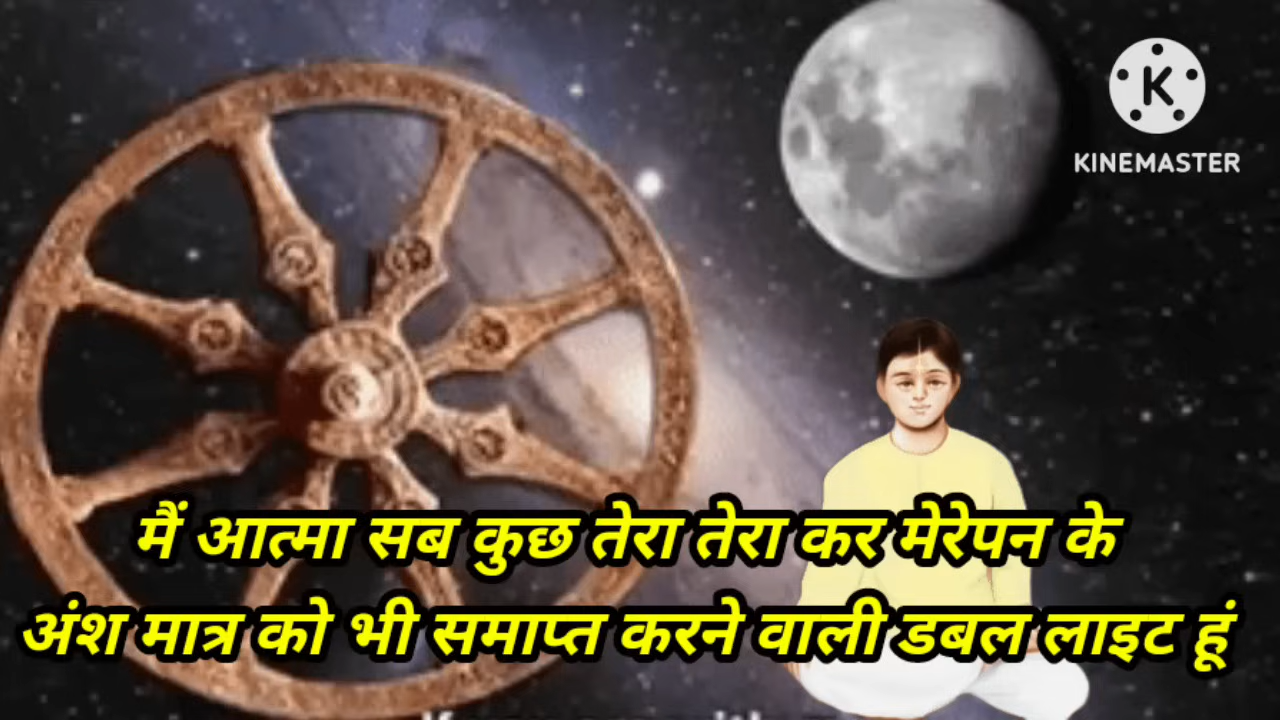 K
KINEMASTER
मैं आत्मा सब कुछ तेरा तेरा कर मेरेपन के
अंश मात्र को भी समाप्त करने वाली डबल लाइट हूं